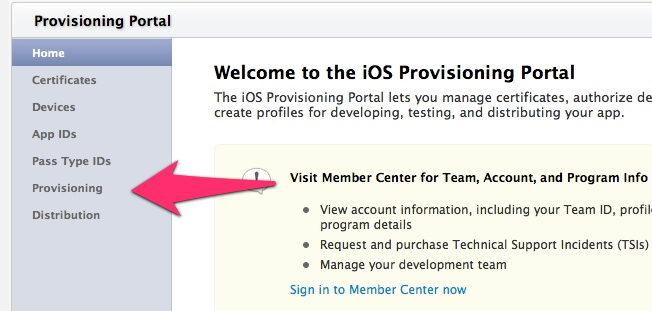 Provisioning Portal
Home
Certificates
Devices
App IDs
Pass Type IDs
Provisioning
Distribution
Welcome to the iOS Provisioning Portal
The iOS Provisioning Portal lets you manage certificates, authorize de
create profiles for developing, testing, and distributing your app.
!
Visit Member Center for Team, Account, and Program Info
View account information, including your Team ID, profil
program details
Request and purchase Technical Support Incidents (TSIs)
Manage your development team
Sign in to Member Center now